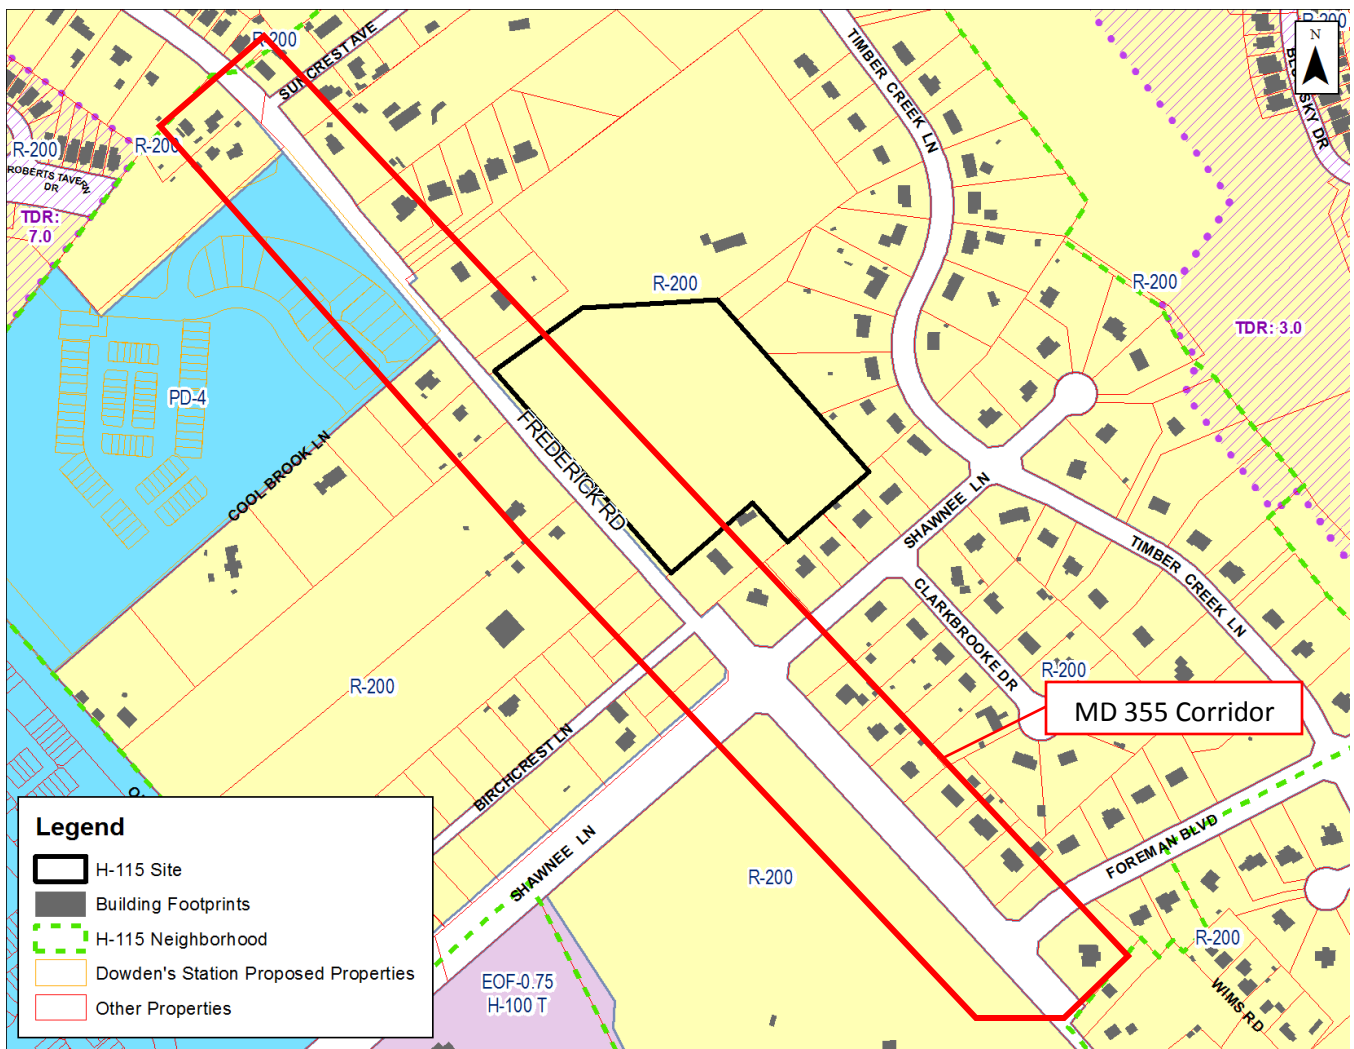 R-200
SUNCREST AVE
TIMBER CREEK LN
R-200
N
SKY DR
R-200
R-200
ROBERTS TAVERN
DR
TDR:
7.0
R-200
R-200
TDR: 3.0
PD-4
FREDERICK RD
COOL BROOK LN
SHAWNEE LN
TIMBER CREEK LN
CLARKBROOKE DR
R-200
R-200
MD 355 Corridor
BIRCHCREST LN
SHAWNEE LN
R-200
FOREMAN BLVD
R-200
WIMS RD
EOF-0.75
H-100 T
Legend
H-115 Site
Building Footprints
H-115 Neighborhood
Dowden's Station Proposed Properties
Other Properties